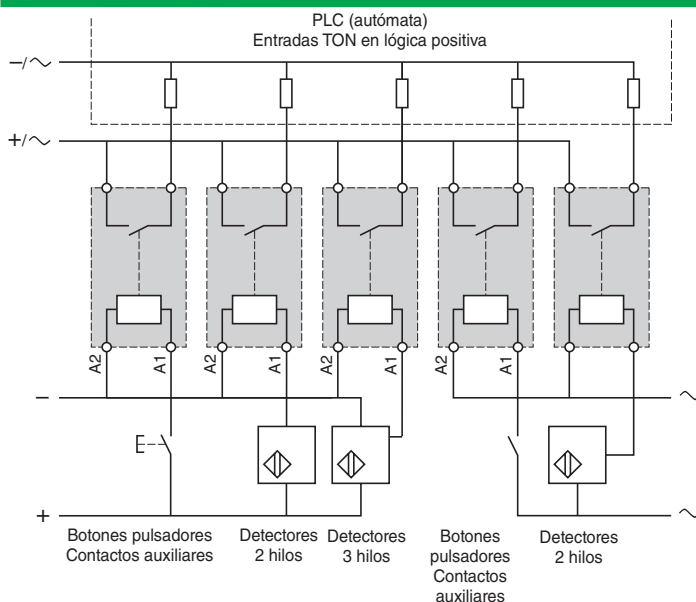 PLC (autómata)
Entradas TON en lógica positiva
−/~
+/~
A2 A1 A2 A1 A2 A1 A2 A1
−
~
+
~
Botones pulsadores
Contactos auxiliares
Detectores
2 hilos
Detectores
3 hilos
Botones
pulsadores
Contactos
auxiliares
Detectores
2 hilos